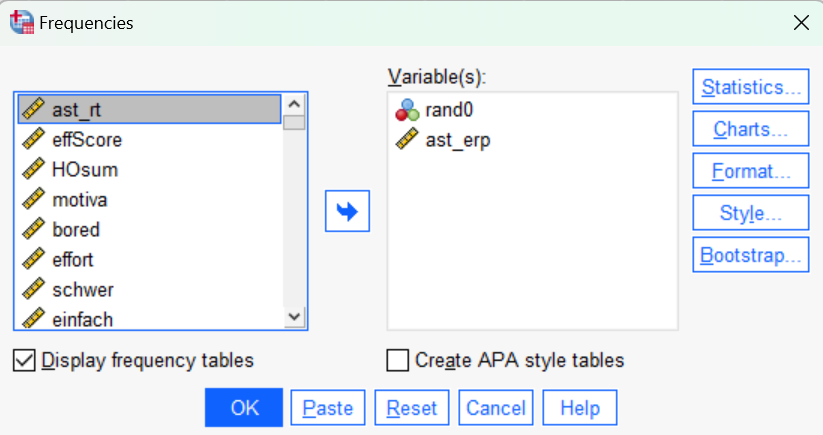 Frequencies
ast_rt
effScore
HOsum
motiva
bored
effort
schwer
einfach
Variable(s):
rand0
ast_erp
Statistics...
Charts...
Format...
Style...
Bootstrap...
Display frequency tables
Create APA style tables
OK
Paste
Reset
Cancel
Help